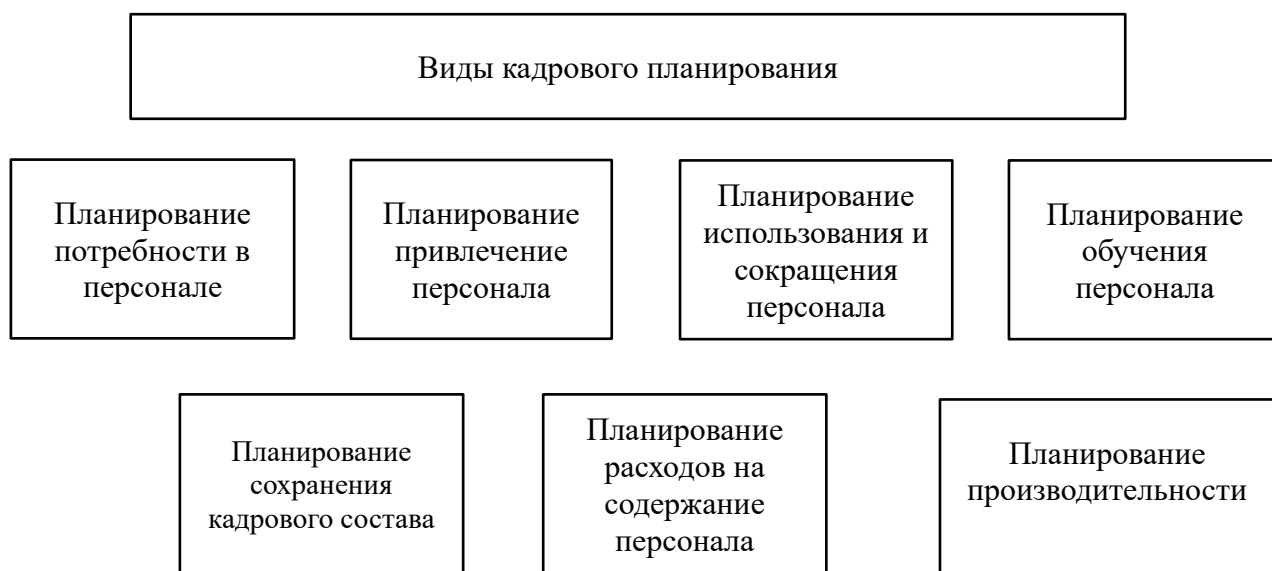 Виды кадрового планирования
Планирование
потребности в
персонале
Планирование
привлечение
персонала
Планирование
использования и
сокращения
персонала
Планирование
обучения
персонала
Планирование
сохранения
кадрового состава
Планирование
расходов на
содержание
персонала
Планирование
производительности